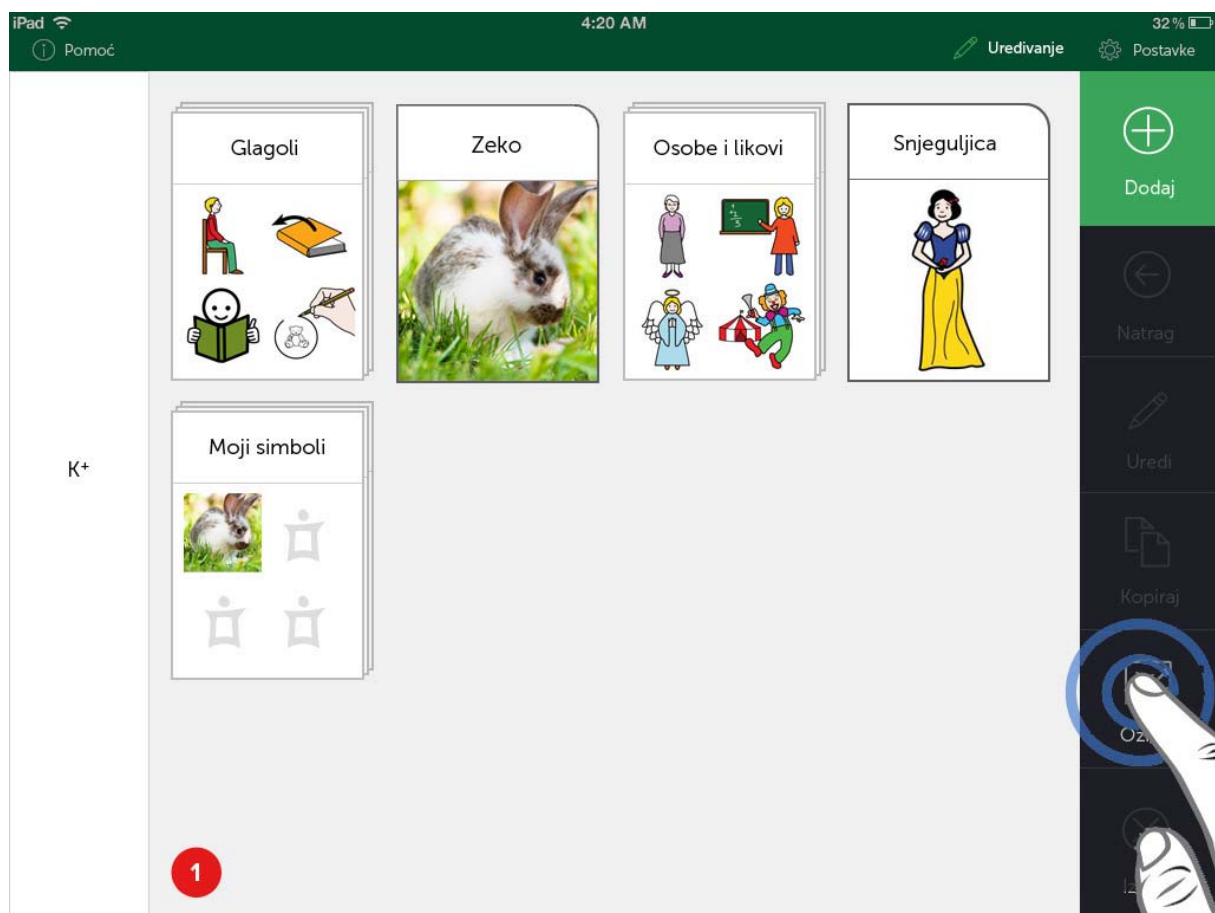 iPad 4:20 AM 32%
Pomoć Uređivanje Postavke
Glagoli Zeko Osobe i likovi Snjeguljica
Dodaj
Natrag
Moji simboli
K+
Uredi
Kopiraj
1